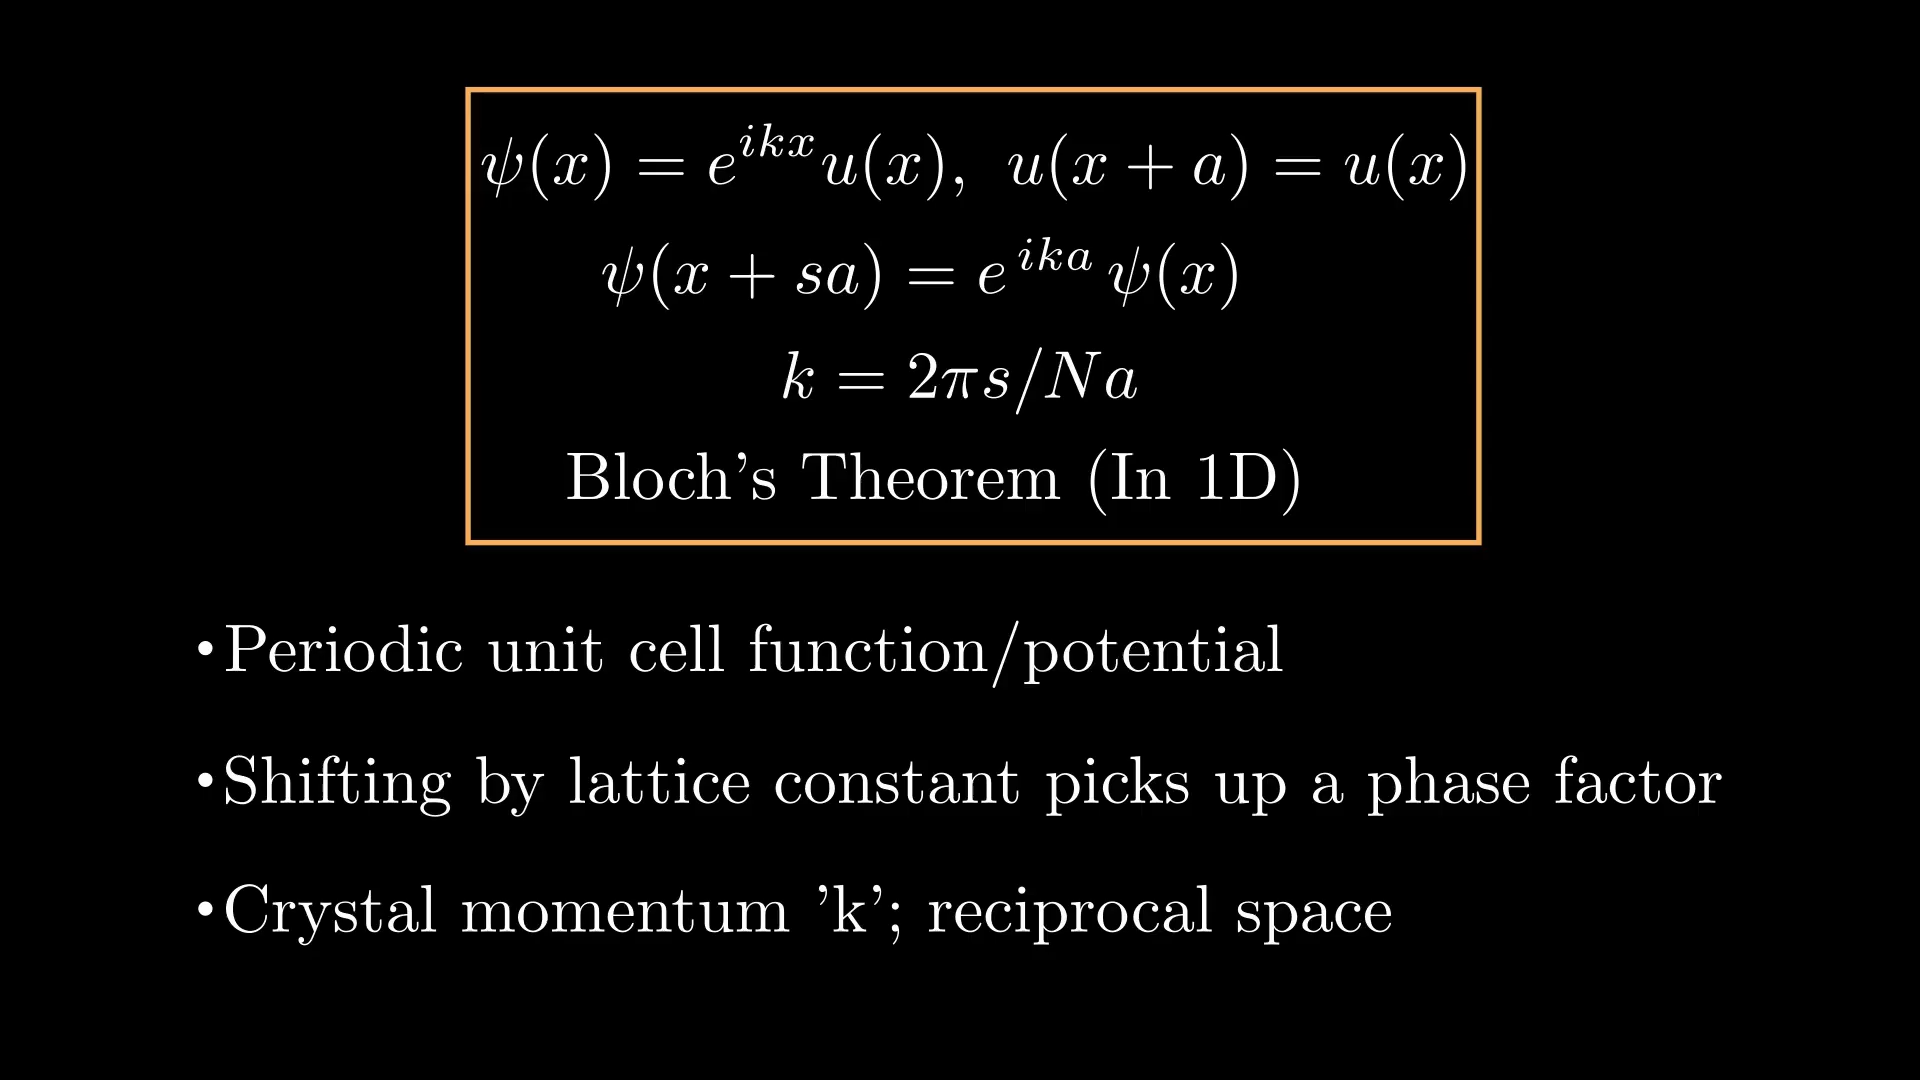 ψ(x) = e^{ikx}u(x), u(x + a) = u(x)
ψ(x + sa) = e^{ika} ψ(x)
k = 2πs/Na
Bloch’s Theorem (In 1D)
•Periodic unit cell function/potential
•Shifting by lattice constant picks up a phase factor
•Crystal momentum ’k’; reciprocal space